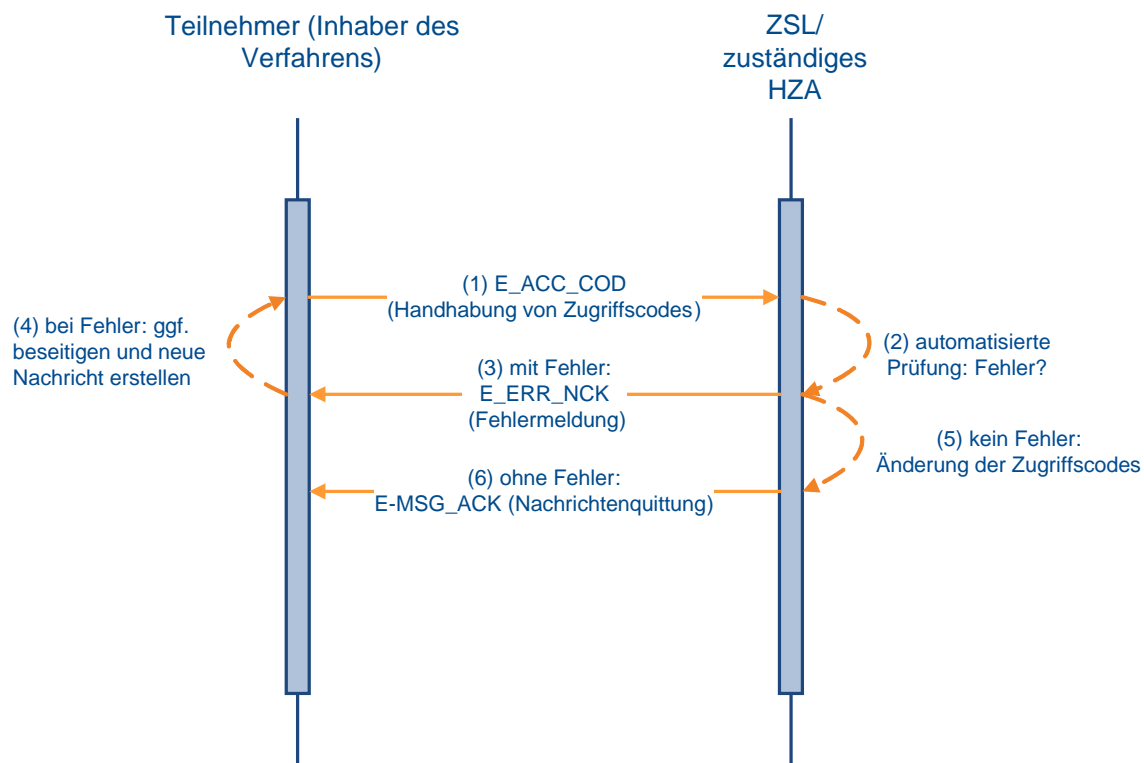 Teilnehmer (Inhaber des
Verfahrens)
ZSL/
zuständiges
HZA
(1) E_ACC_COD
(Handhabung von Zugriffscodes)
(2) automatisierte
Prüfung: Fehler?
(3) mit Fehler:
E_ERR_NCK
(Fehlermeldung)
(4) bei Fehler: ggf.
beseitigen und neue
Nachricht erstellen
(5) kein Fehler:
Änderung der Zugriffscodes
(6) ohne Fehler:
E-MSG_ACK (Nachrichtenquittung)